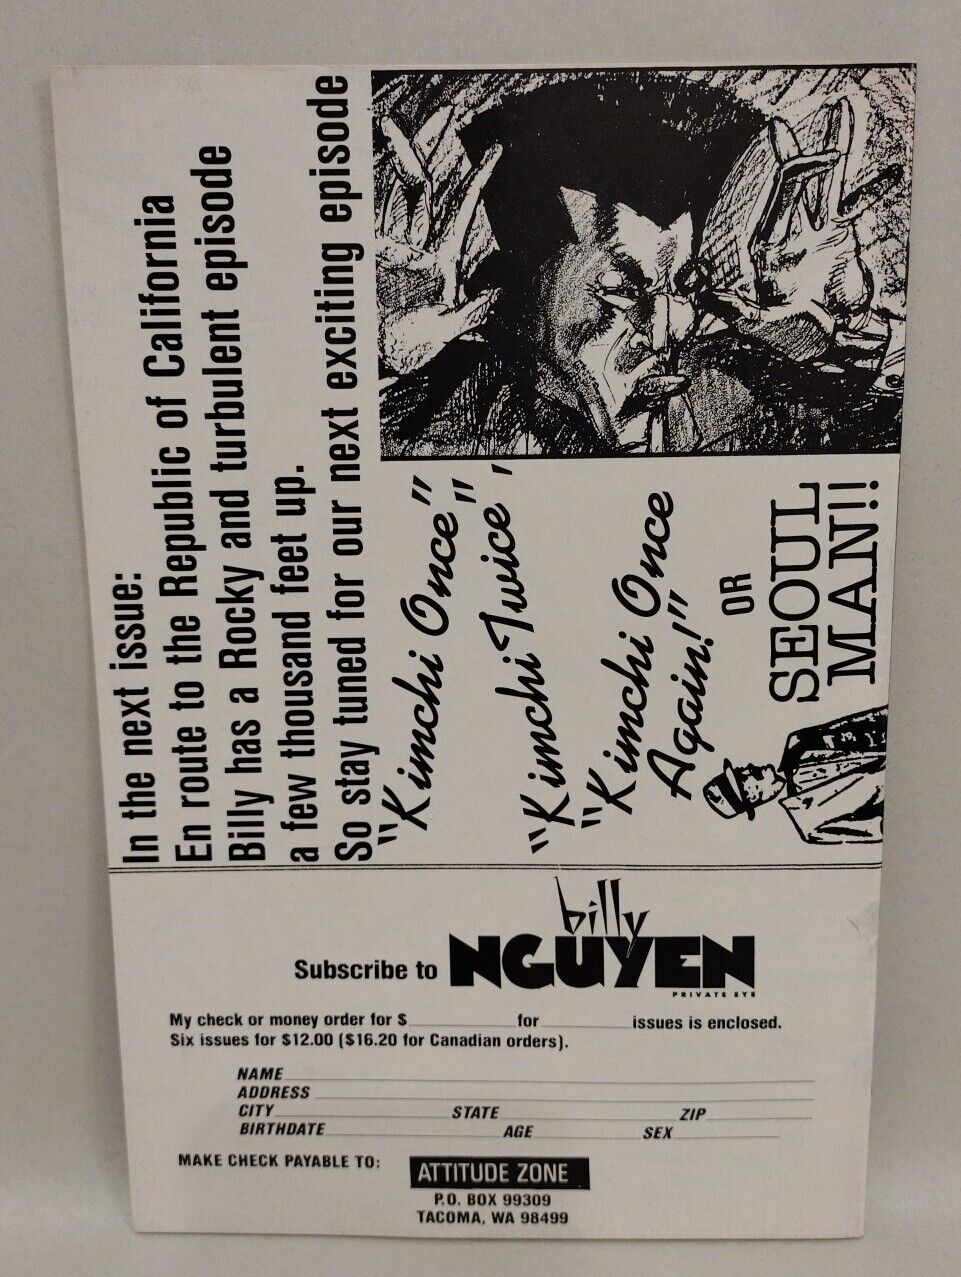 In the next issue:
En route to the Republic of California
Billy has a Rocky and turbulent episode
a few thousand feet up.
So stay tuned for our next exciting episode
"Kimchi Once"
"Kimchi Twice"
"Kimchi Once
Again!"
OR
SEOUL
MAN!!
Subscribe to billy NGUYEN
PRIVATE EYE
My check or money order for $ for issues is enclosed.
Six issues for $12.00 ($16.20 for Canadian orders).
NAME
ADDRESS
CITY STATE ZIP
BIRTHDATE AGE SEX
MAKE CHECK PAYABLE TO: ATTITUDE ZONE
P.O. BOX 99309
TACOMA, WA 98499